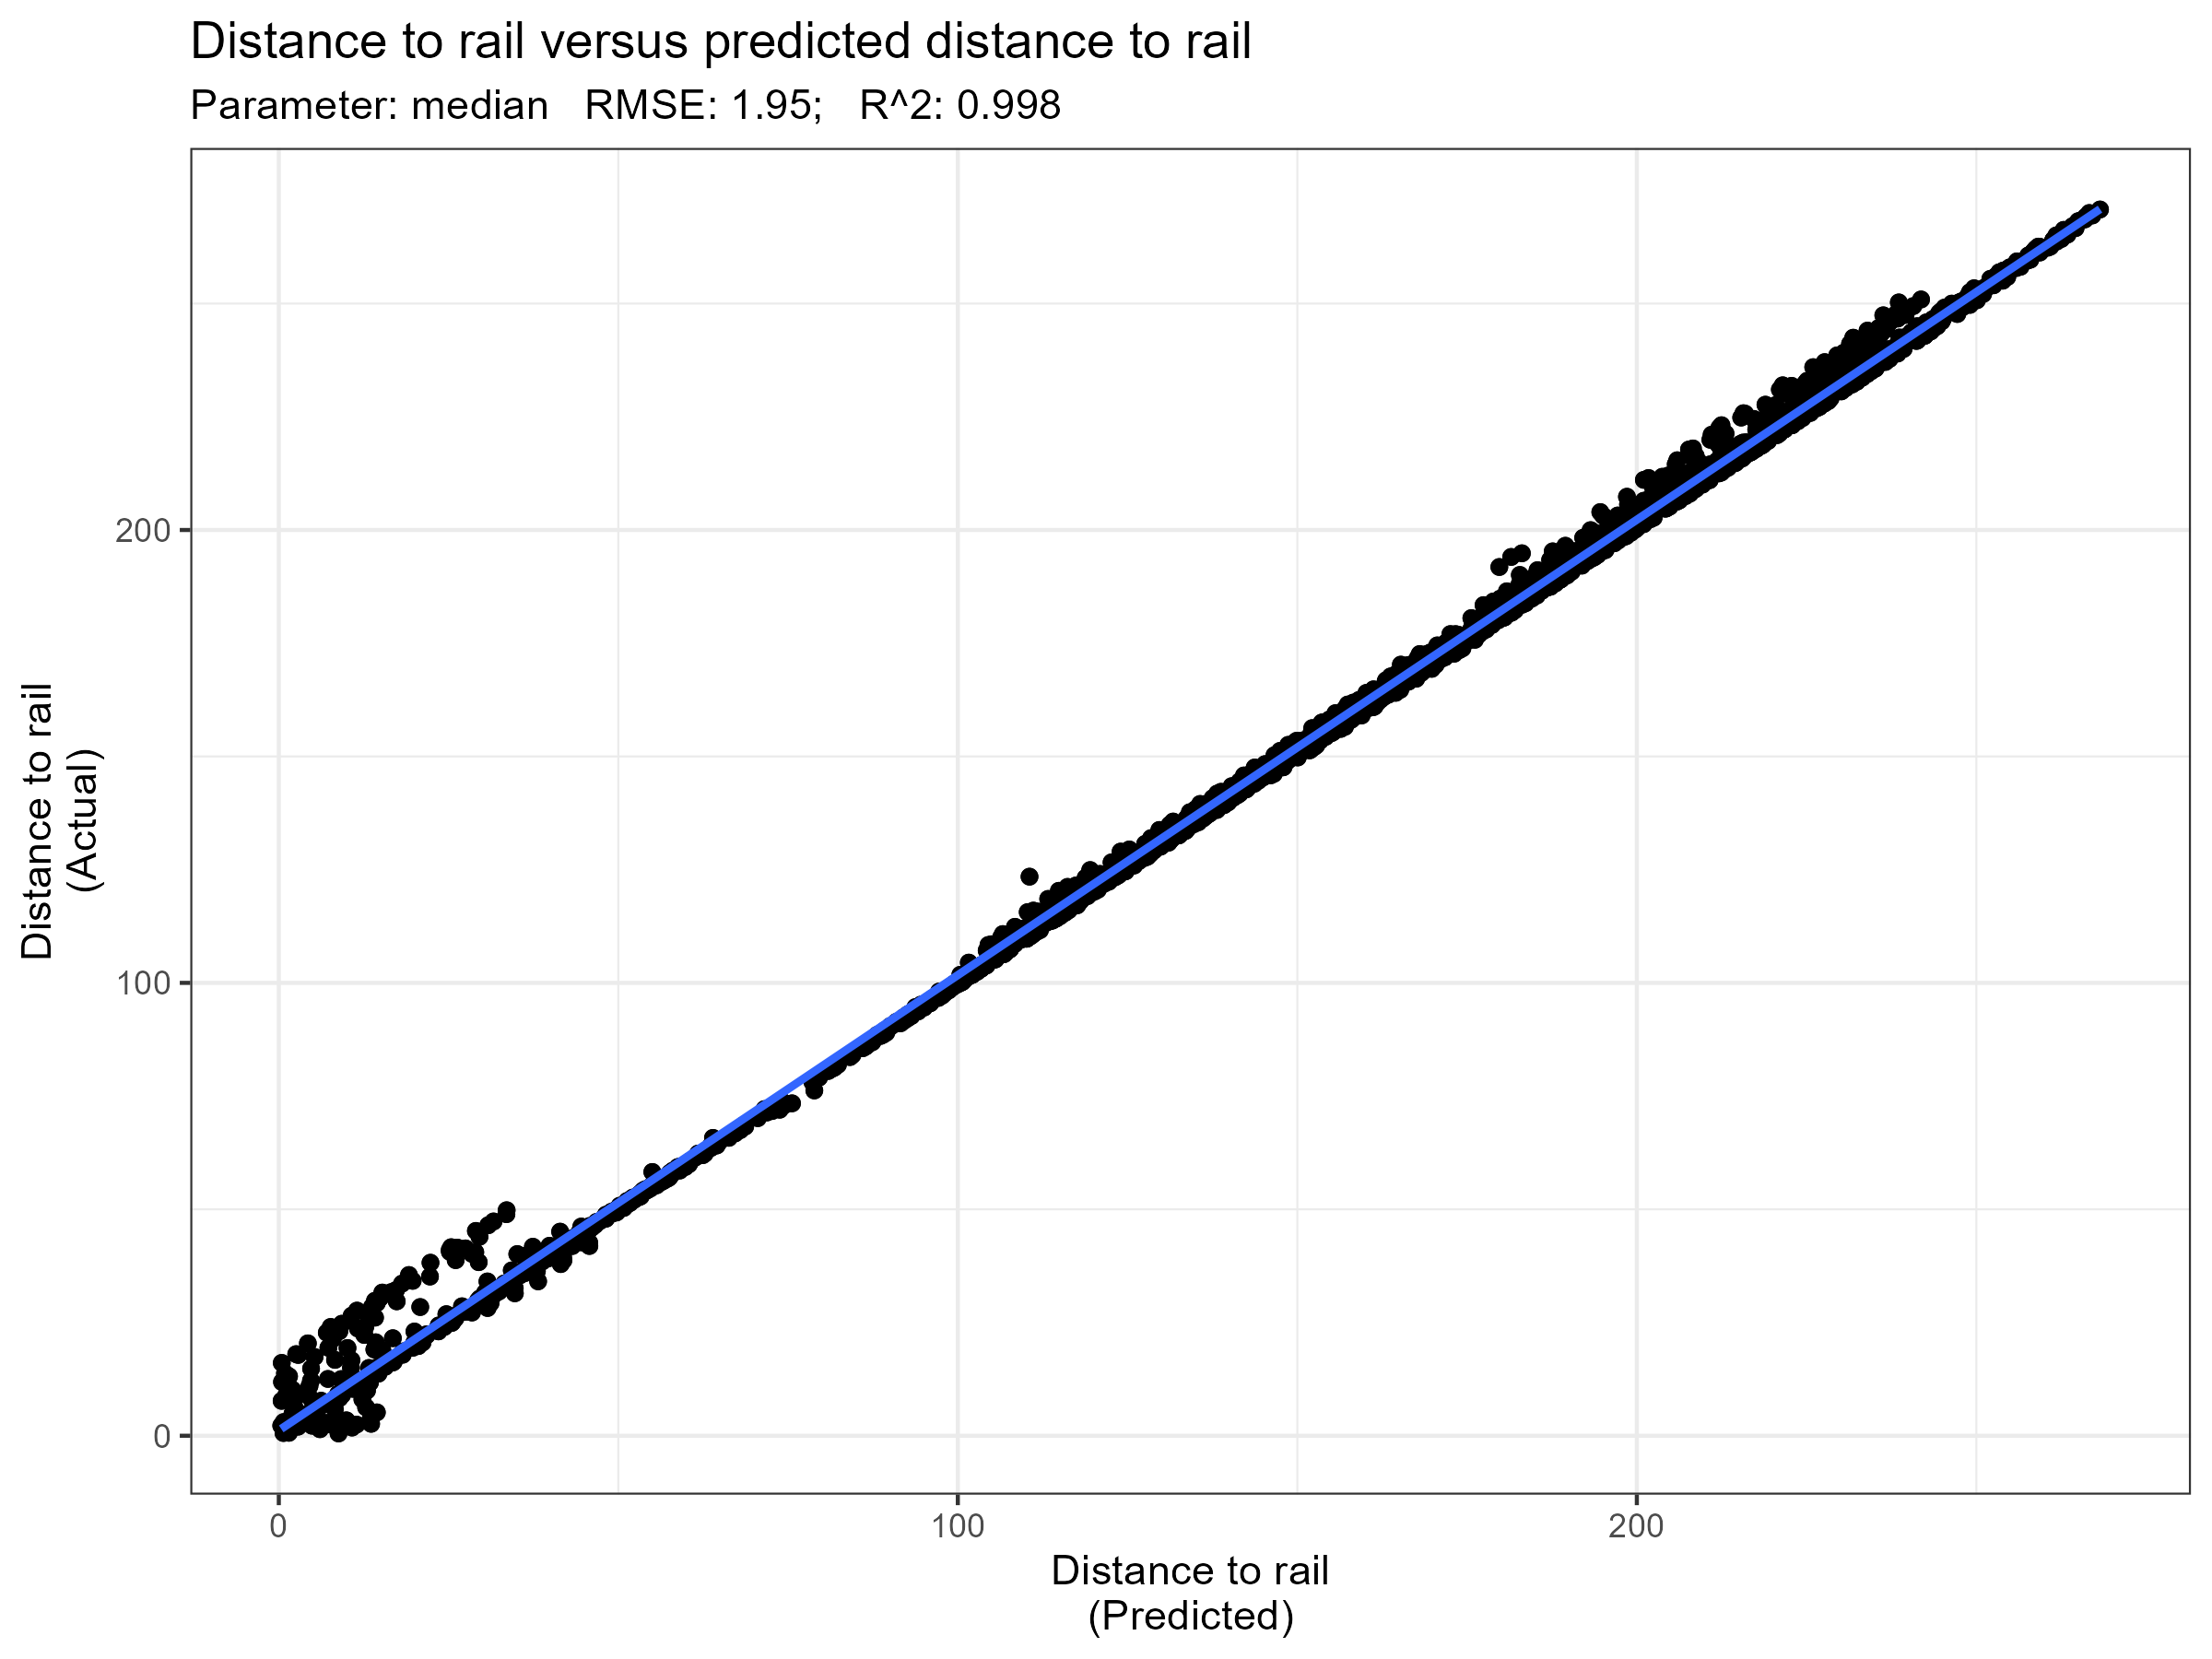 Distance to rail versus predicted distance to rail
Parameter: median   RMSE: 1.95;   R^2: 0.998
Distance to rail
(Actual)
200
100
0
0
100
200
Distance to rail
(Predicted)